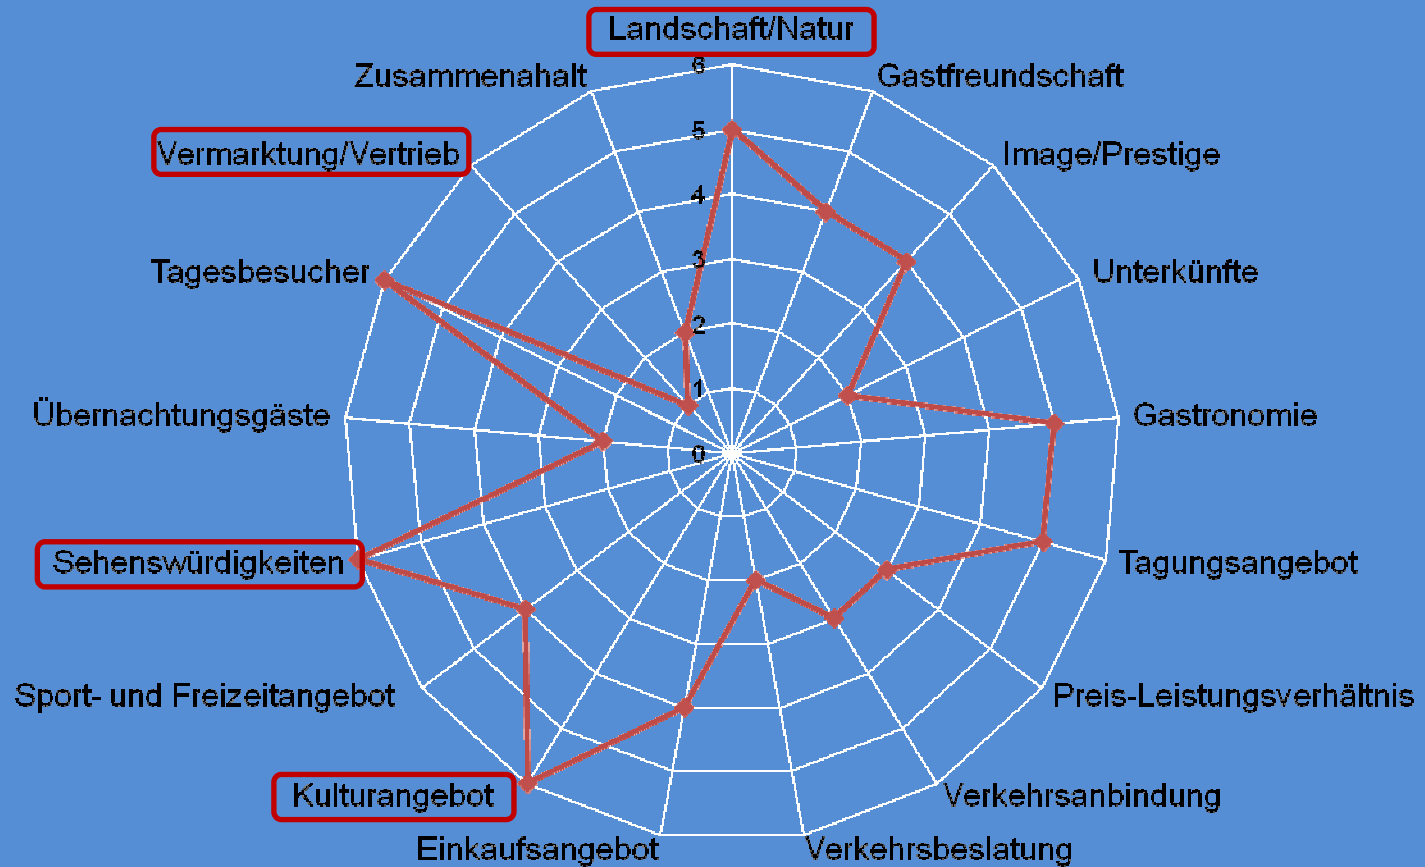 Landschaft/Natur
Gastfreundschaft
Image/Prestige
Unterkünfte
Gastronomie
Tagungsangebot
Preis-Leistungsverhältnis
Verkehrsanbindung
Verkehrsbeslatung
Einkaufsangebot
Kulturangebot
Sport- und Freizeitangebot
Sehenswürdigkeiten
Übernachtungsgäste
Tagesbesucher
Vermarktung/Vertrieb
Zusammenahalt
6
5
4
3
2
1
0